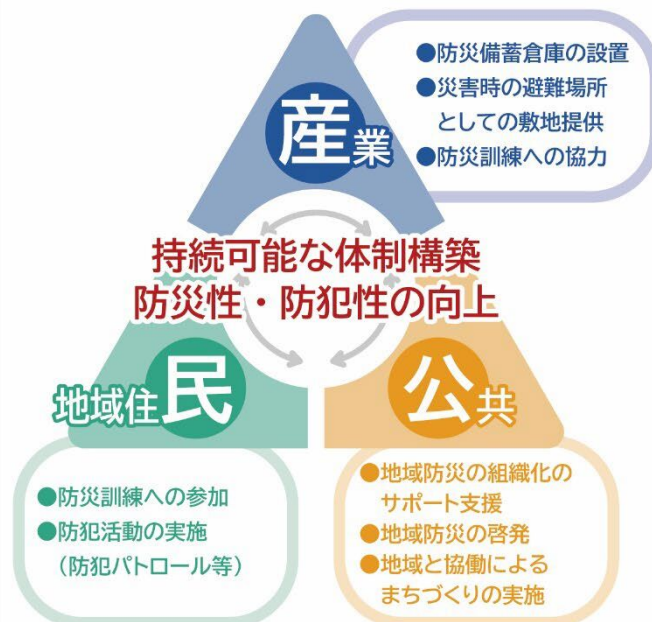 ●防災備蓄倉庫の設置
●災害時の避難場所
としての敷地提供
●防災訓練への協力
産業
持続可能な体制構築
防災性・防犯性の向上
地域住民
公共
●防災訓練への参加
●防犯活動の実施
（防犯パトロール等）
●地域防災の組織化の
サポート支援
●地域防災の啓発
●地域と協働による
まちづくりの実施